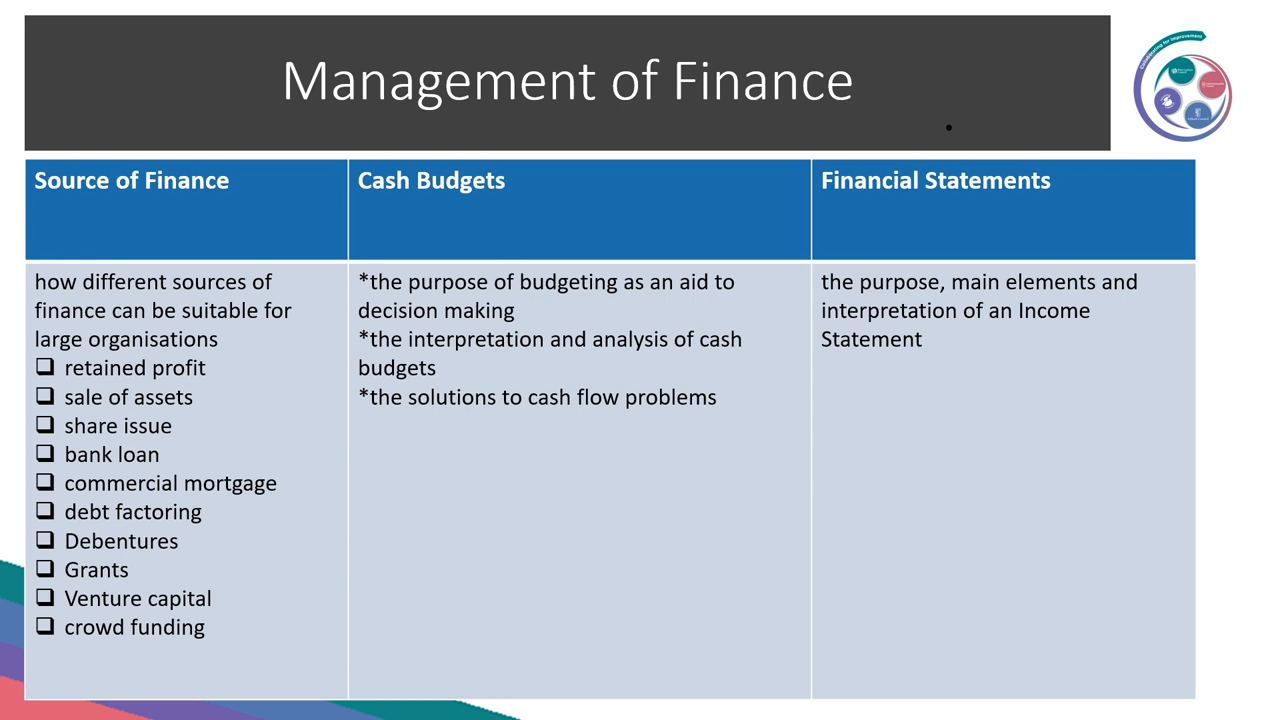 Management of Finance
Collaborating for Improvement
Source of Finance
Cash Budgets
Financial Statements
how different sources of
finance can be suitable for
large organisations
❑ retained profit
❑ sale of assets
❑ share issue
❑ bank loan
❑ commercial mortgage
❑ debt factoring
❑ Debentures
❑ Grants
❑ Venture capital
❑ crowd funding
*the purpose of budgeting as an aid to
decision making
*the interpretation and analysis of cash
budgets
*the solutions to cash flow problems
the purpose, main elements and
interpretation of an Income
Statement